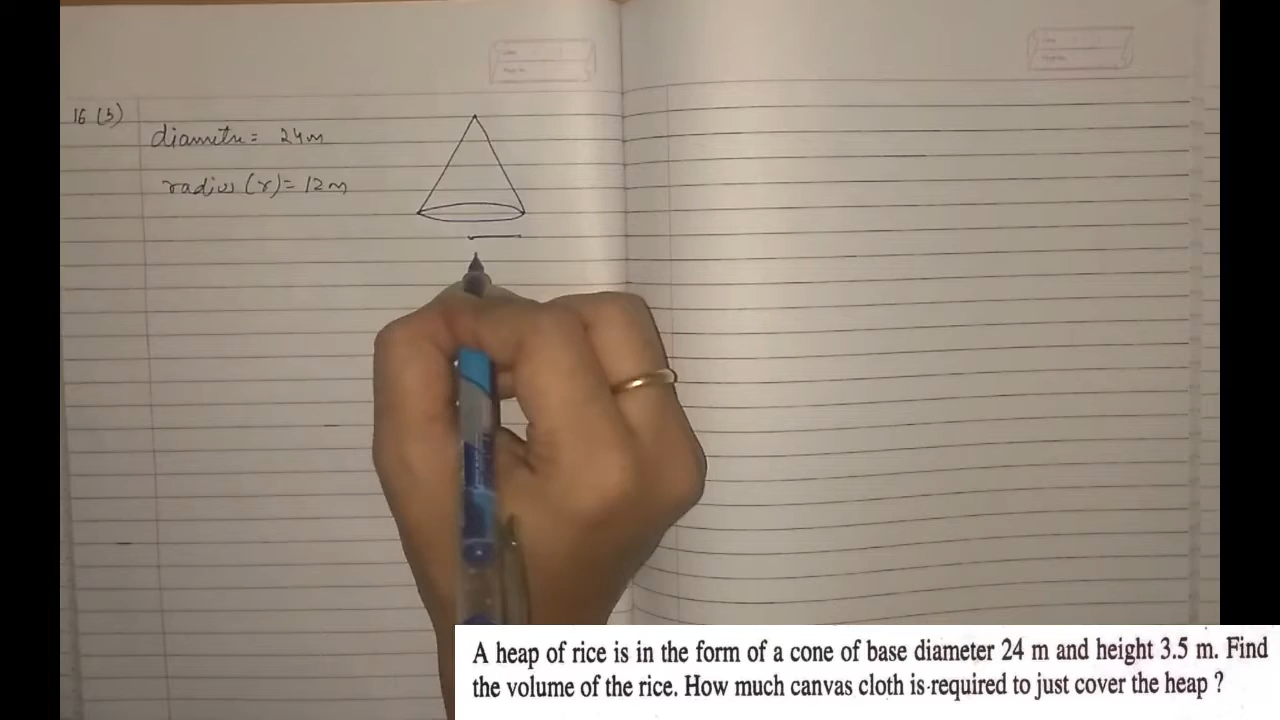 16 (b)
diameter = 24m
radius (r) = 12m
A heap of rice is in the form of a cone of base diameter 24 m and height 3.5 m. Find
the volume of the rice. How much canvas cloth is required to just cover the heap ?